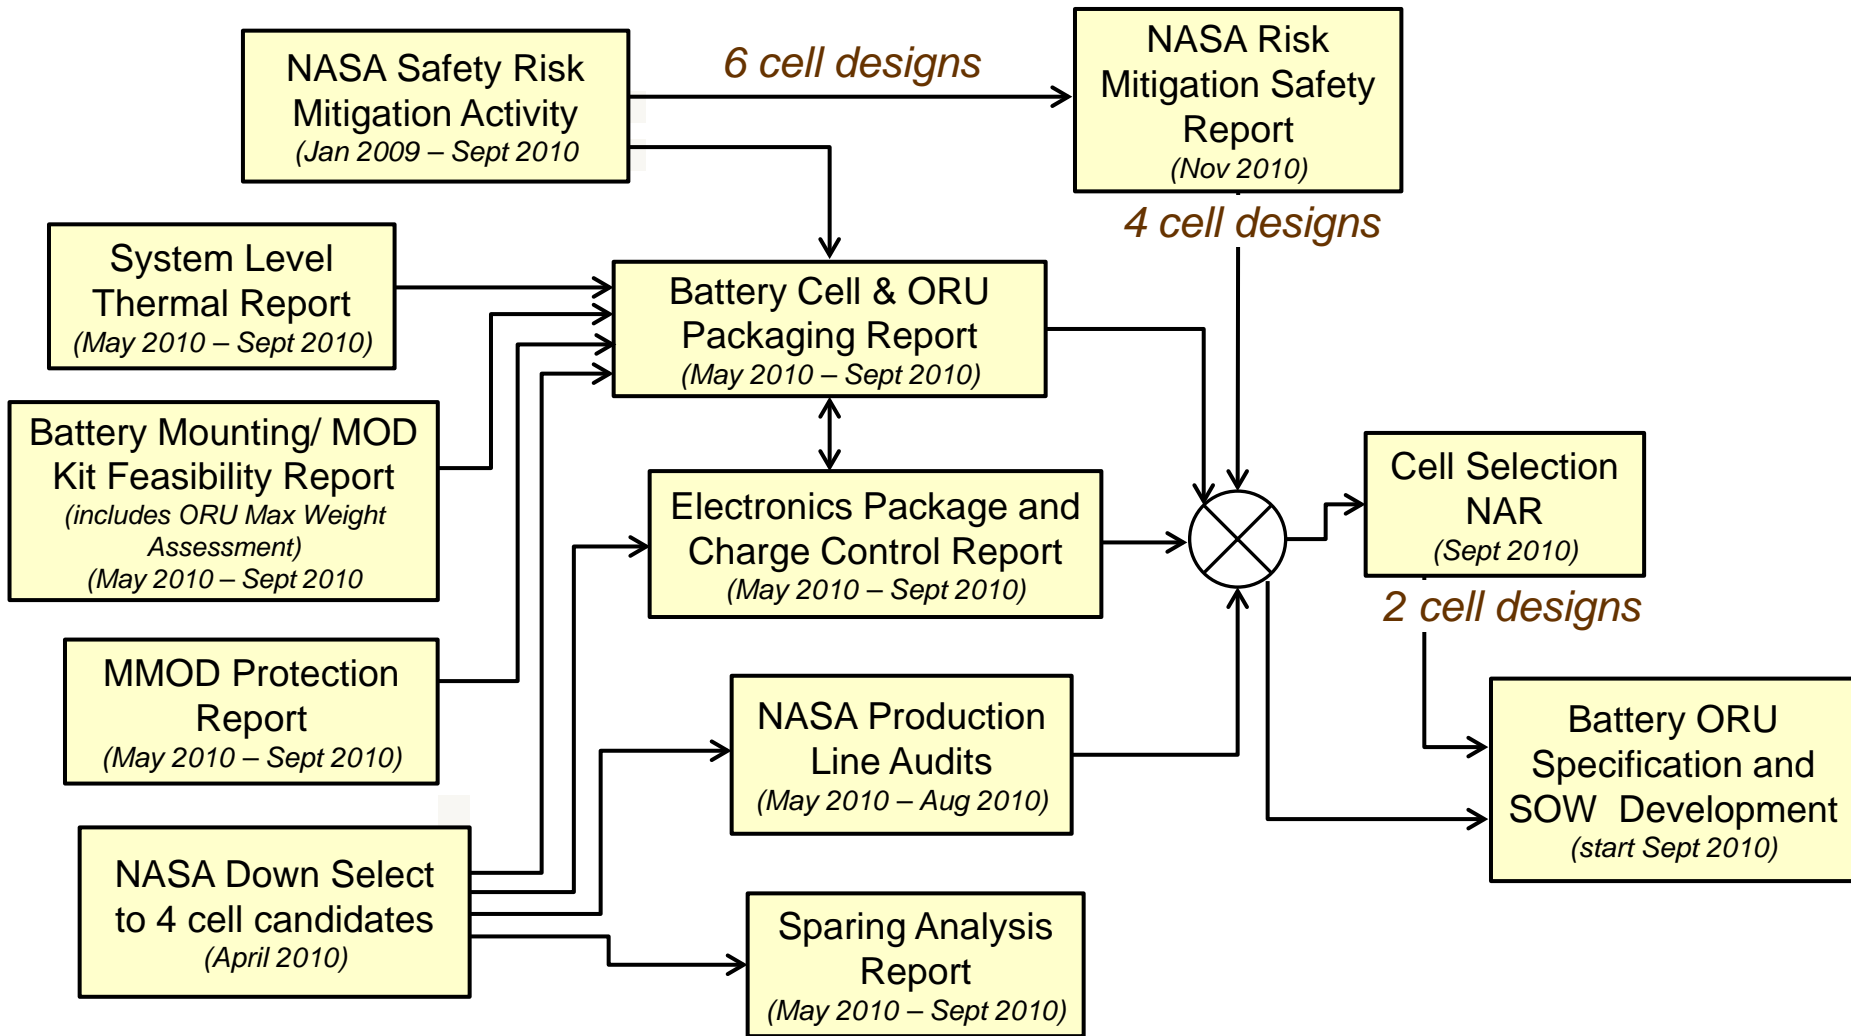 NASA Safety Risk
Mitigation Activity
(Jan 2009 – Sept 2010
6 cell designs
NASA Risk
Mitigation Safety
Report
(Nov 2010)
4 cell designs
System Level
Thermal Report
(May 2010 – Sept 2010)
Battery Cell & ORU
Packaging Report
(May 2010 – Sept 2010)
Battery Mounting/ MOD
Kit Feasibility Report
(includes ORU Max Weight
Assessment)
(May 2010 – Sept 2010
Electronics Package and
Charge Control Report
(May 2010 – Sept 2010)
Cell Selection
NAR
(Sept 2010)
2 cell designs
MMOD Protection
Report
(May 2010 – Sept 2010)
NASA Production
Line Audits
(May 2010 – Aug 2010)
Battery ORU
Specification and
SOW  Development
(start Sept 2010)
NASA Down Select
to 4 cell candidates
(April 2010)
Sparing Analysis
Report
(May 2010 – Sept 2010)